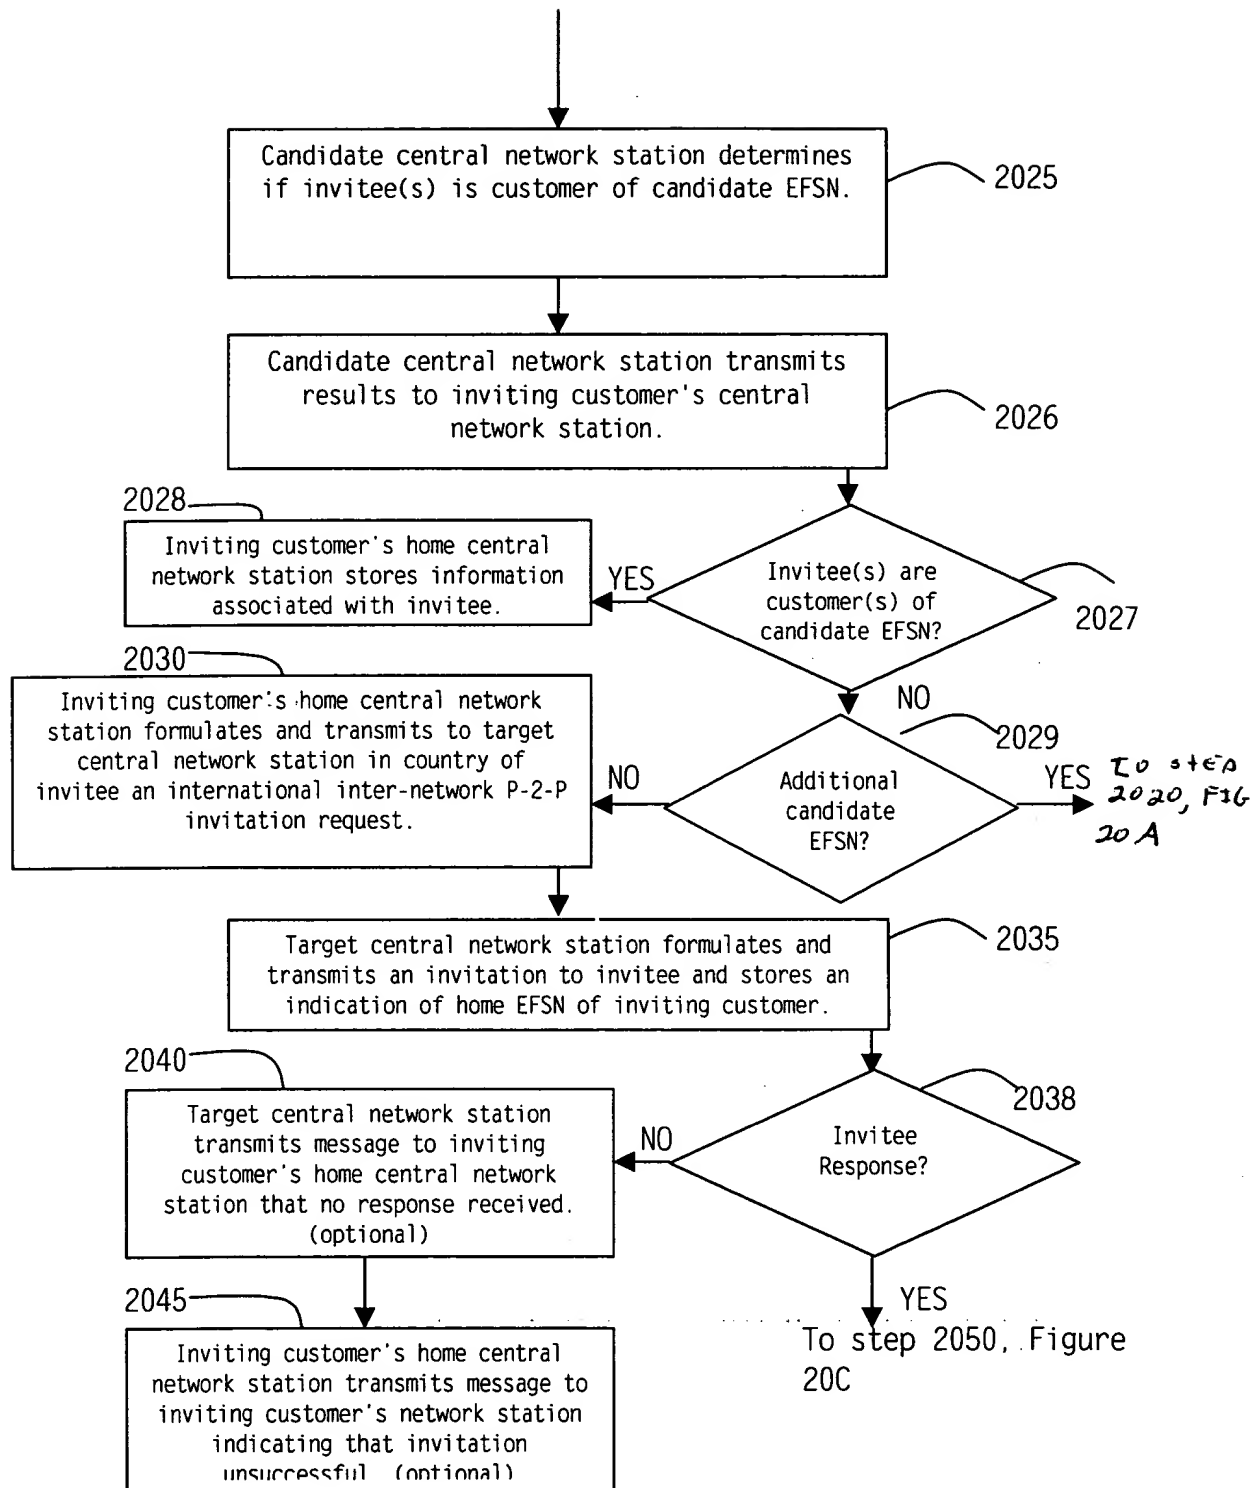 Candidate central network station determines
if invitee(s) is customer of candidate EFSN.
2025
Candidate central network station transmits
results to inviting customer's central
network station.
2026
2028
Inviting customer's home central
network station stores information
associated with invitee.
YES
Invitee(s) are
customer(s) of
candidate EFSN?
2027
NO
2030
Inviting customer's home central network
station formulates and transmits to target
central network station in country of
invitee an international inter-network P-2-P
invitation request.
NO
Additional
candidate
EFSN?
2029
YES
To step
2020, FIG
20A
Target central network station formulates and
transmits an invitation to invitee and stores an
indication of home EFSN of inviting customer.
2035
2040
Target central network station
transmits message to inviting
customer's home central network
station that no response received.
(optional)
NO
Invitee
Response?
2038
YES
To step 2050, Figure
20C
2045
Inviting customer's home central
network station transmits message to
inviting customer's network station
indicating that invitation
unsuccessful (optional)